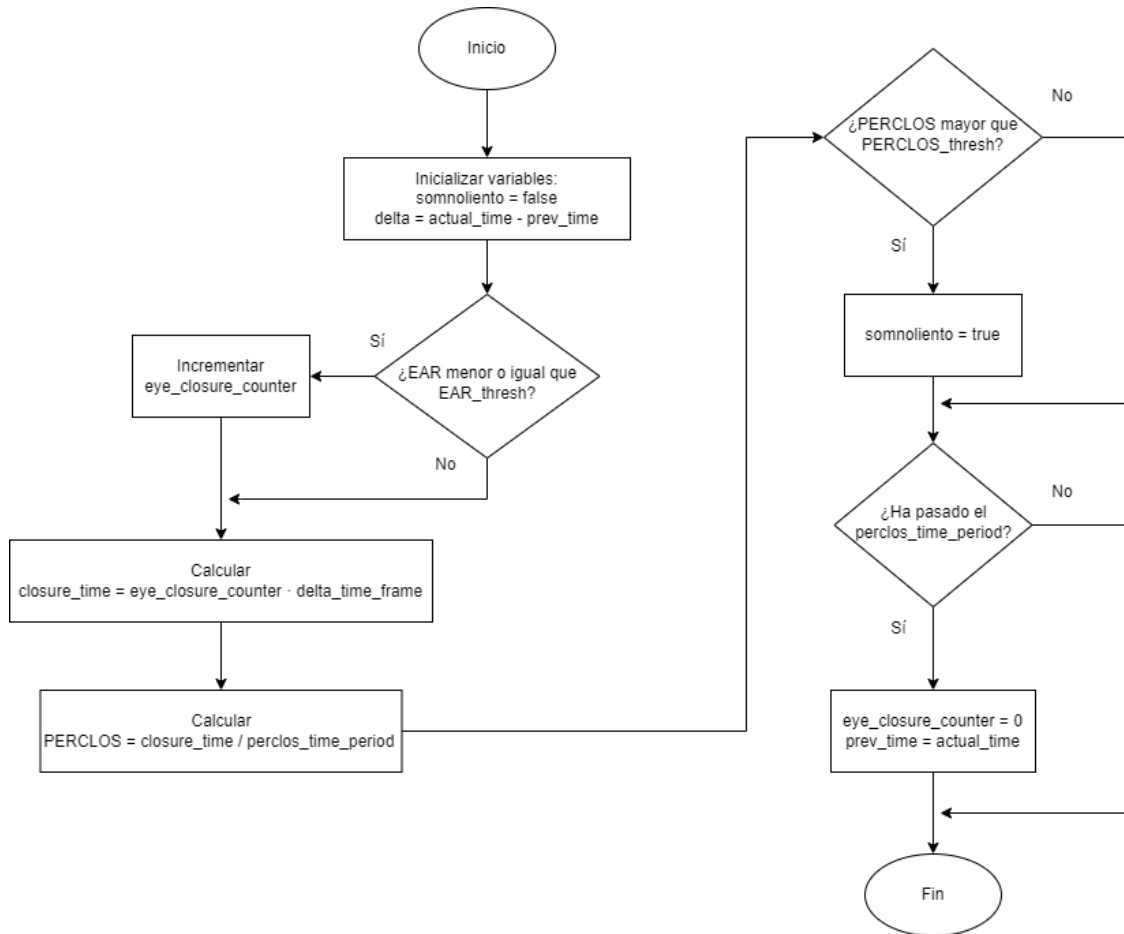 Inicio
Inicializar variables:
somnoliento = false
delta = actual_time - prev_time
¿EAR menor o igual que
EAR_thresh?
Sí
No
Incrementar
eye_closure_counter
Calcular
closure_time = eye_closure_counter · delta_time_frame
Calcular
PERCLOS = closure_time / perclos_time_period
¿PERCLOS mayor que
PERCLOS_thresh?
No
Sí
somnoliento = true
¿Ha pasado el
perclos_time_period?
No
Sí
eye_closure_counter = 0
prev_time = actual_time
Fin